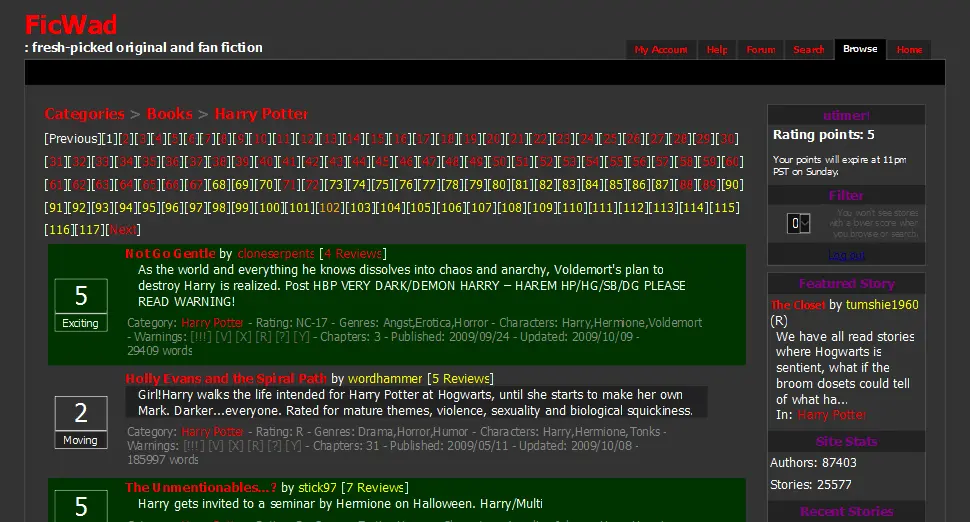 FicWad
: fresh-picked original and fan fiction
My Account Help Forum Search Browse Home
Categories > Books > Harry Potter
[Previous][1][2][3][4][5][6][7][8][9][10][11][12][13][14][15][16][17][18][19][20][21][22][23][24][25][26][27][28][29][30]
[31][32][33][34][35][36][37][38][39][40][41][42][43][44][45][46][47][48][49][50][51][52][53][54][55][56][57][58][59][60]
[61][62][63][64][65][66][67][68][69][70][71][72][73][74][75][76][77][78][79][80][81][82][83][84][85][86][87][88][89][90]
[91][92][93][94][95][96][97][98][99][100][101][102][103][104][105][106][107][108][109][110][111][112][113][114][115]
[116][117][Next]
Not Go Gentle by cloneserpents [4 Reviews]
As the world and everything he knows dissolves into chaos and anarchy, Voldemort's plan to
destroy Harry is realized. Post HBP VERY DARK/DEMON HARRY – HAREM HP/HG/SB/DG PLEASE
READ WARNING!
5
Exciting
Category: Harry Potter - Rating: NC-17 - Genres: Angst,Erotica,Horror - Characters: Harry,Hermione,Voldemort
- Warnings: [!!!] [V] [X] [R] [?] [Y] - Chapters: 3 - Published: 2009/09/24 - Updated: 2009/10/09 -
29409 words
Holly Evans and the Spiral Path by wordhammer [5 Reviews]
Girl!Harry walks the life intended for Harry Potter at Hogwarts, until she starts to make her own
Mark. Darker...everyone. Rated for mature themes, violence, sexuality and biological squickiness.
2
Moving
Category: Harry Potter - Rating: R - Genres: Drama,Horror,Humor - Characters: Harry,Hermione,Tonks -
Warnings: [!!!] [V] [X] [R] [?] [Y] - Chapters: 31 - Published: 2009/05/11 - Updated: 2009/10/08 -
185997 words
The Unmentionables...? by stick97 [7 Reviews]
Harry gets invited to a seminar by Hermione on Halloween. Harry/Multi
5
Rating points: 5
Your points will expire at 11pm
PST on Sunday.
Filter
0
You won't see stories
with a lower score when
you browse or search.
Log out
Featured Story
The Closet by tumshie1960
(R)
We have all read stories
where Hogwarts is
sentient, what if the
broom closets could tell
of what ha...
In: Harry Potter
Site Stats
Authors: 87403
Stories: 25577
Recent Stories